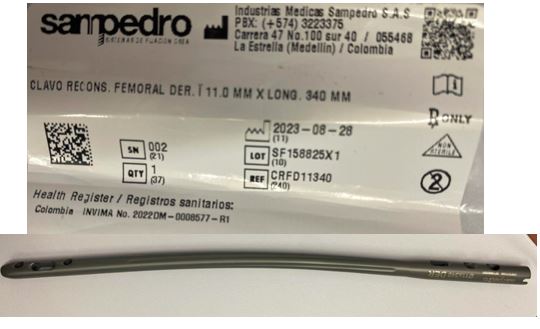 sampedro
SISTEMAS DE FIJACIÓN ÓSEA
Industrias Medicas Sampedro S.A.S
PBX: (+574) 3223375
Carrera 47 No.100 sur 40 / 055468
La Estrella (Medellin) / Colombia
CLAVO RECONS. FEMORAL DER. Ϊ 11.0 MM X LONG. 340 MM
SN 002
(21)
QTY 1
(37)
2023-08-28
(11)
LOT SF158825X1
(10)
REF CRFD11340
(240)
R ONLY
NON STERILE
2
Health Register / Registros sanitarios:
Colombia INVIMA No. 2022DM-0008577-R1